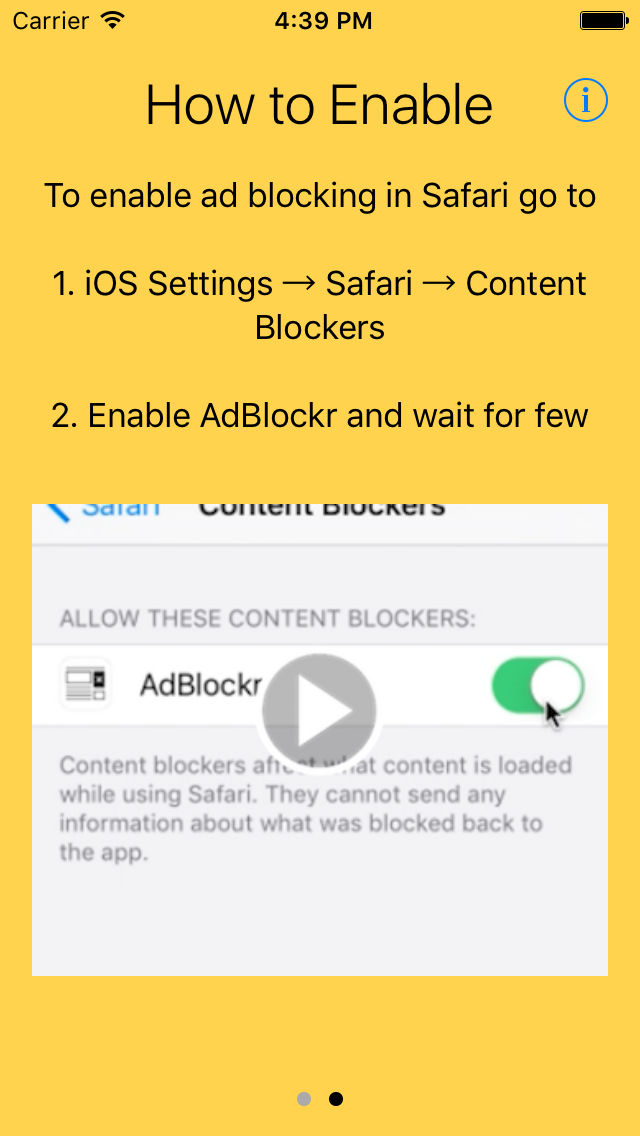 Carrier 4:39 PM
How to Enable
To enable ad blocking in Safari go to
1. iOS Settings → Safari → Content
Blockers
2. Enable AdBlockr and wait for few
Safari Content Blockers
ALLOW THESE CONTENT BLOCKERS:
AdBlockr
Content blockers affect what content is loaded
while using Safari. They cannot send any
information about what was blocked back to
the app.